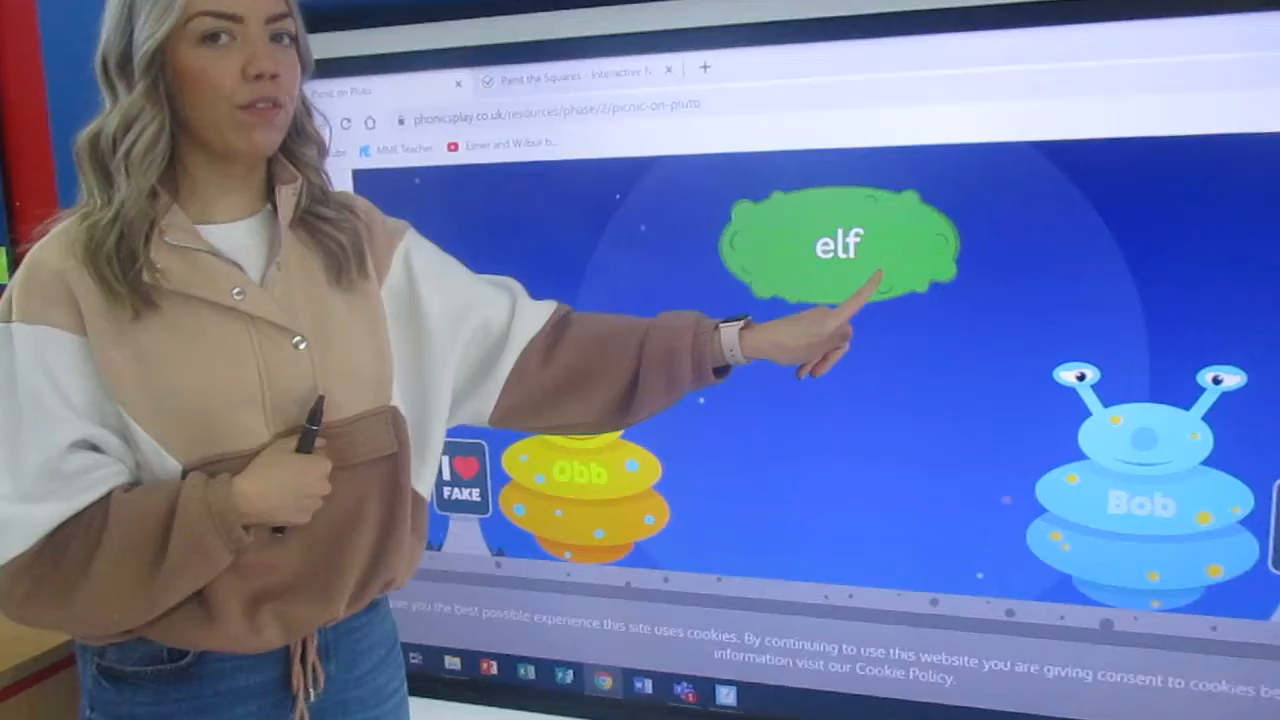 Picnic on Pluto
Paint the Squares - Interactive
phonicsplay.co.uk/resources/phase/2/picnic-on-pluto
MME Teacher
Elmer and Wilbur b...
elf
I
FAKE
Obb
Bob
you the best possible experience this site uses cookies. By continuing to use this website you are giving consent to cookies be
information visit our Cookie Policy.